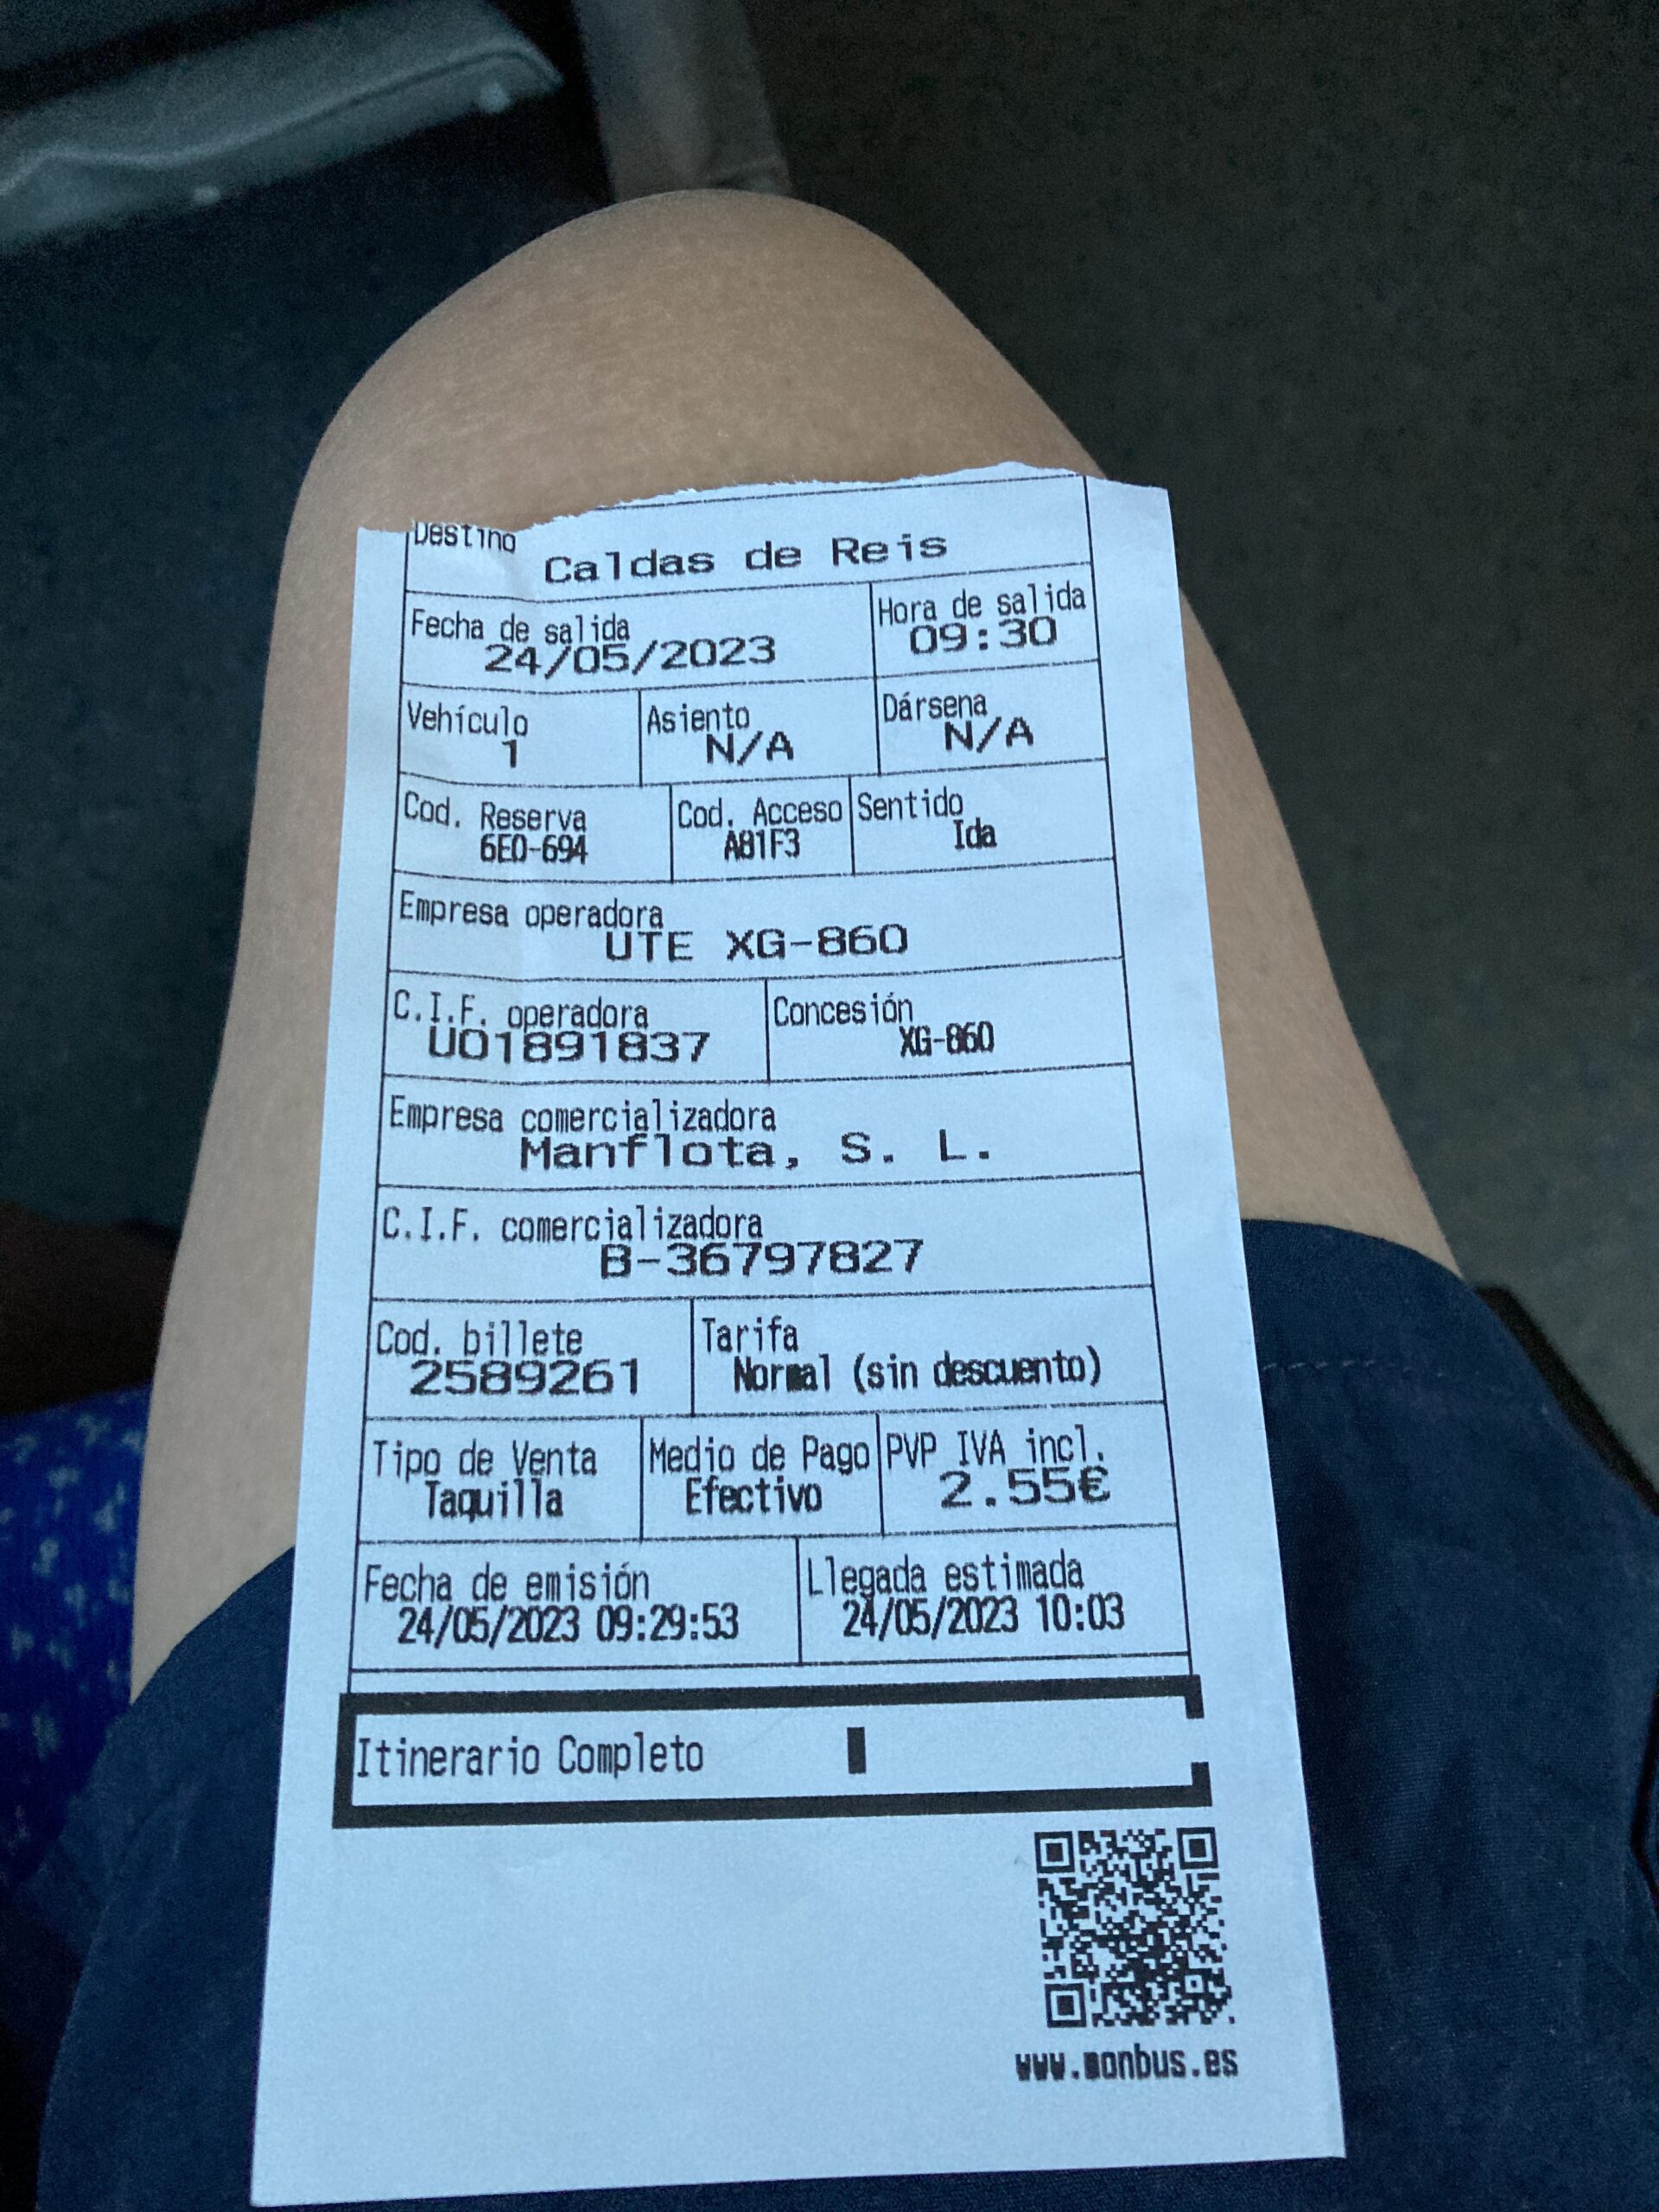 Destino
Caldas de Reis
Fecha de salida
24/05/2023
Hora de salida
09:30
Vehículo
1
Asiento
N/A
Dársena
N/A
Cod. Reserva
6E0-694
Cod. Acceso
A81F3
Sentido
Ida
Empresa operadora
UTE XG-860
C.I.F. operadora
U01891837
Concesión
XG-860
Empresa comercializadora
Manflota, S. L.
C.I.F. comercializadora
B-36797827
Cod. billete
2589261
Tarifa
Normal (sin descuento)
Tipo de Venta
Taquilla
Medio de Pago
Efectivo
PVP IVA incl.
2.55€
Fecha de emisión
24/05/2023 09:29:53
Llegada estimada
24/05/2023 10:03
Itinerario Completo
www.monbus.es